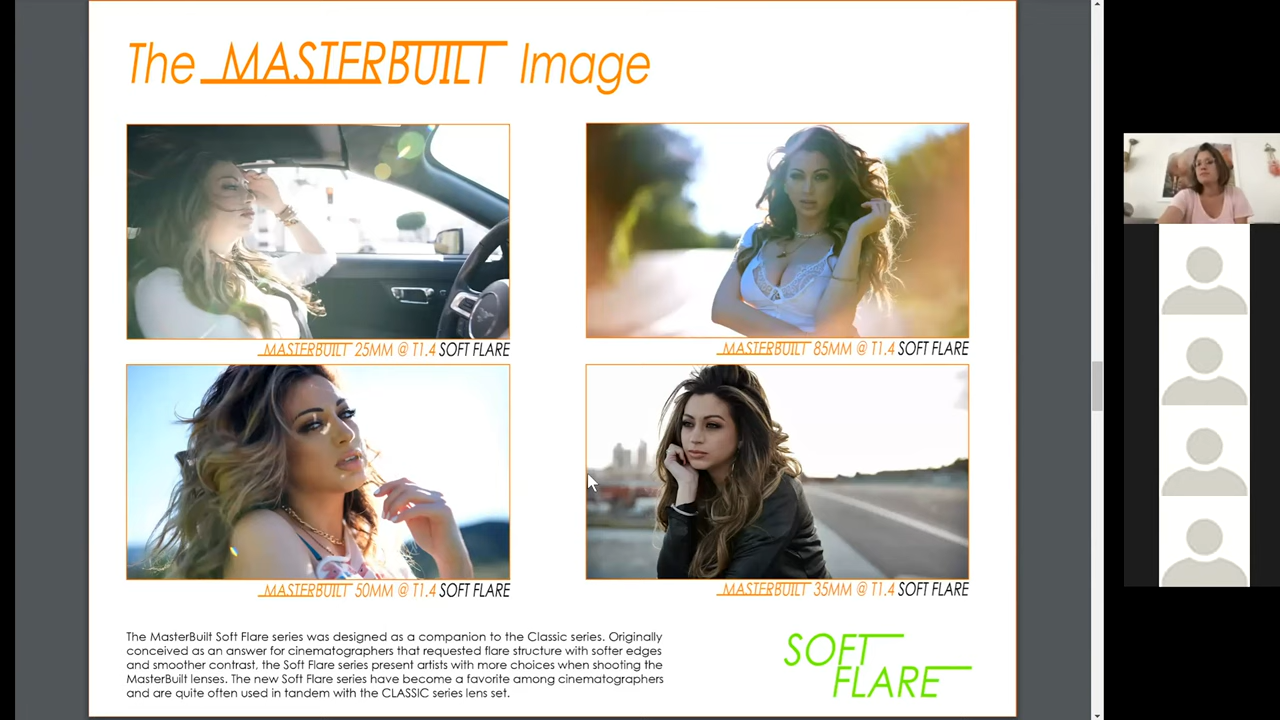 The MASTERBUILT Image
MASTERBUILT 25MM @ T1.4 SOFT FLARE
MASTERBUILT 85MM @ T1.4 SOFT FLARE
MASTERBUILT 50MM @ T1.4 SOFT FLARE
MASTERBUILT 35MM @ T1.4 SOFT FLARE
The MasterBuilt Soft Flare series was designed as a companion to the Classic series. Originally
conceived as an answer for cinematographers that requested flare structure with softer edges
and smoother contrast, the Soft Flare series present artists with more choices when shooting the
MasterBuilt lenses. The new Soft Flare series have become a favorite among cinematographers
and are quite often used in tandem with the CLASSIC series lens set.
SOFT
FLARE